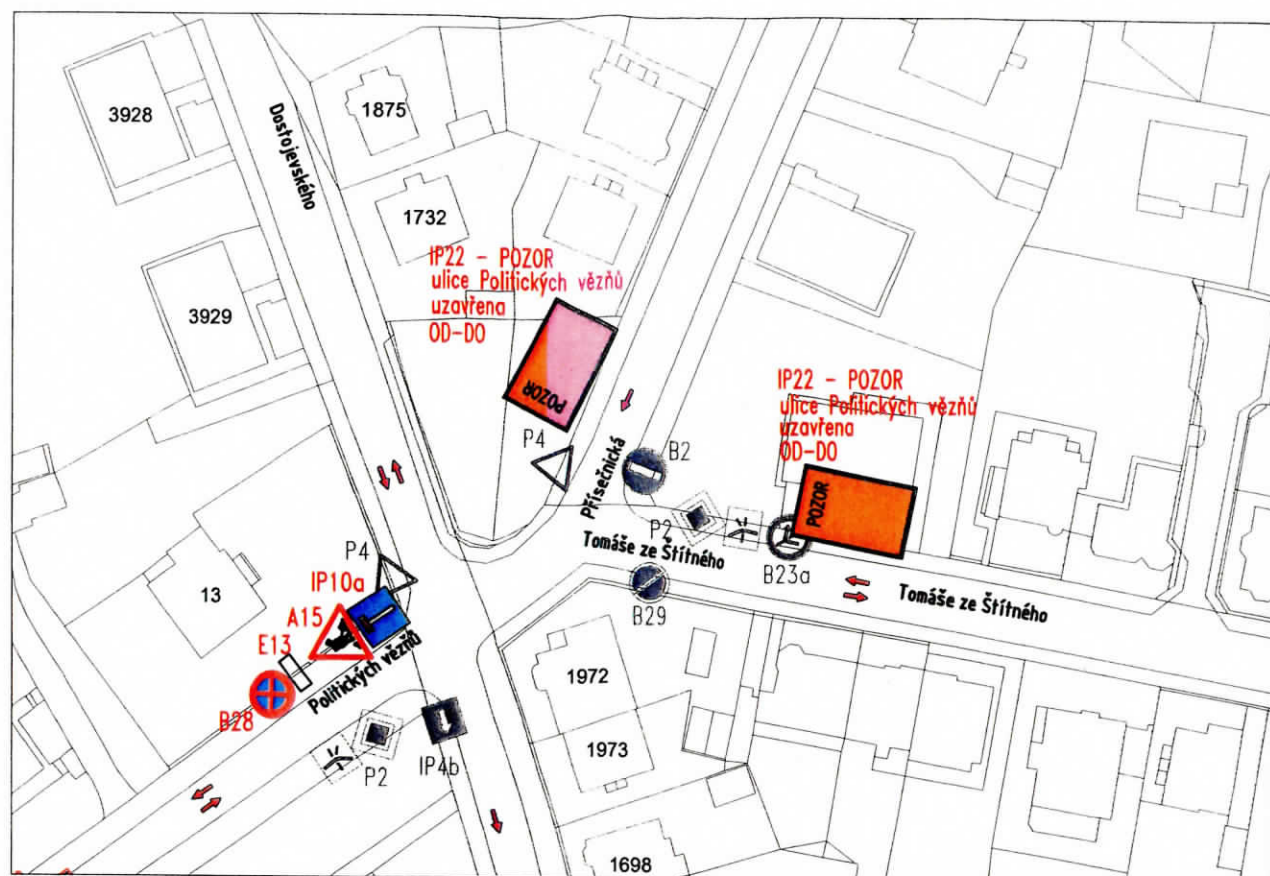 3928
1875
Dostojevského
1732
IP22 - POZOR
ulice Politických vězňů
uzavřena
OD-DO
3929
POZOR
IP22 - POZOR
ulice Politických vězňů
uzavřena
OD-DO
P4
B2
Přísečnická
POZOR
P2
Tomáše ze Štítného
B23a
Tomáše ze Štítného
B29
P4
IP10a
13
A15
E13
Politických vězňů
B28
1972
1973
IP4b
P2
1698